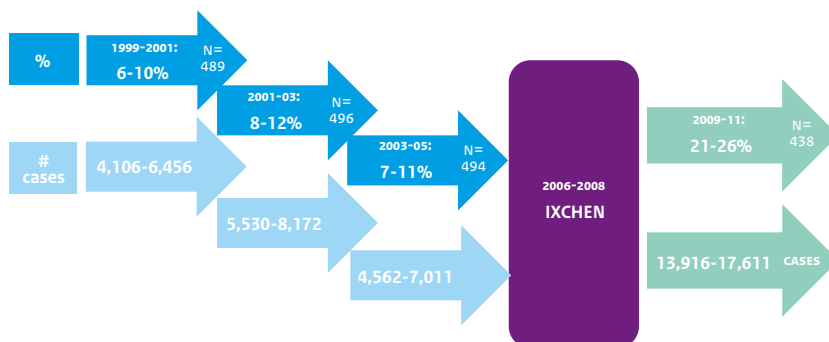 %
1999-2001:
6-10%
N=
489
2001-03:
8-12%
N=
496
2003-05:
7-11%
N=
494
#
cases
4,106-6,456
5,530-8,172
4,562-7,011
2006-2008
IXCHEN
2009-11:
21-26%
N=
438
13,916-17,611 CASES